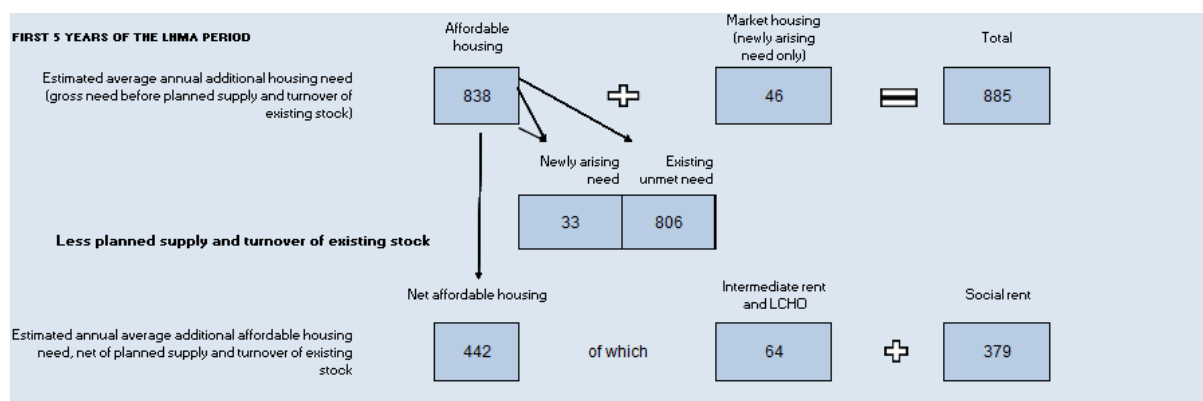 FIRST 5 YEARS OF THE LHMA PERIOD
Affordable
housing
Market housing
(newly arising
need only)
Total
Estimated average annual additional housing need
(gross need before planned supply and turnover of
existing stock)
838
46
885
Newly arising
need
Existing
unmet need
33
806
Less planned supply and turnover of existing stock
Net affordable housing
Intermediate rent
and LCHO
Social rent
Estimated annual average additional affordable housing
need, net of planned supply and turnover of existing
stock
442
of which
64
379